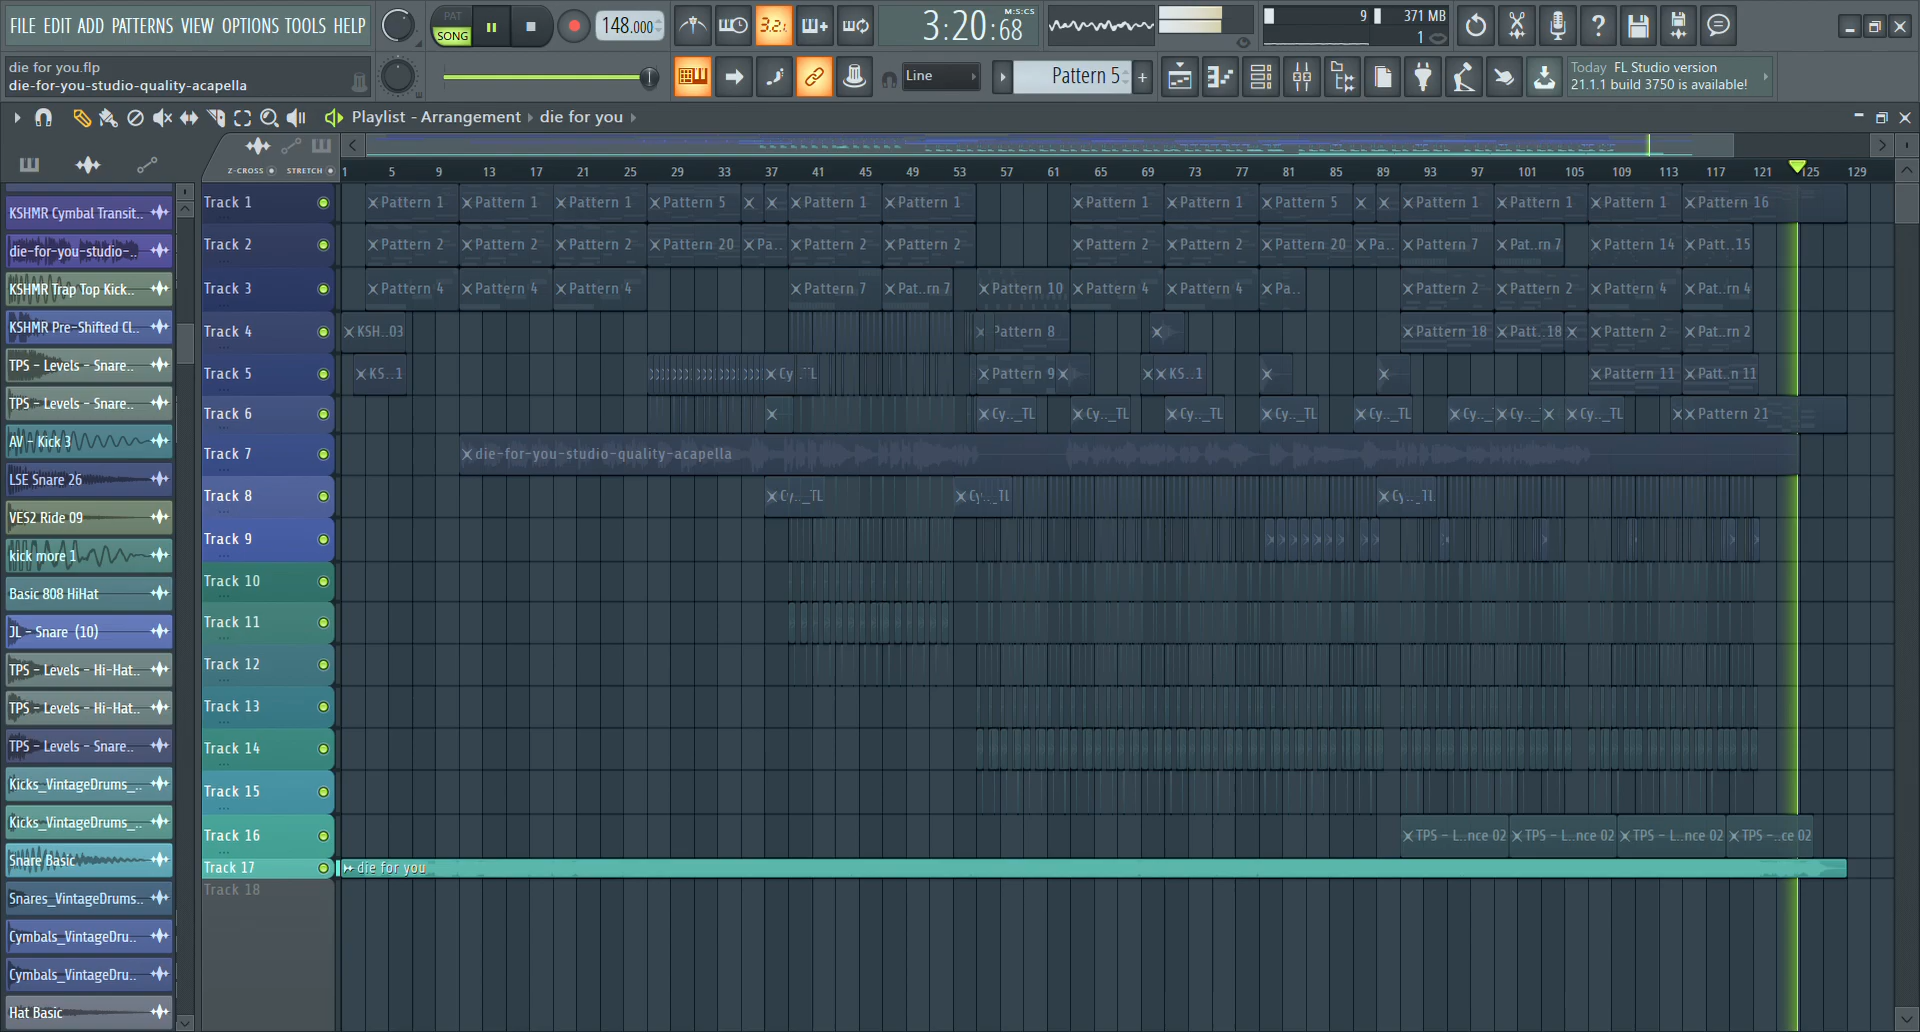 FILE EDIT ADD PATTERNS VIEW OPTIONS TOOLS HELP
PAT
SONG
148.000
3.2.1
3:20:68
M:S:CS
9
371 MB
1
die for you.flp
die-for-you-studio-quality-acapella
Line
Pattern 5
+
Today FL Studio version
21.1.1 build 3750 is available!
Playlist - Arrangement
die for you
Z-CROSS
STRETCH
1 5 9 13 17 21 25 29 33 37 41 45 49 53 57 61 65 69 73 77 81 85 89 93 97 101 105 109 113 117 121 125 129
KSHMR Cymbal Transit..
die-for-you-studio-..
KSHMR Trap Top Kick..
KSHMR Pre-Shifted Cl..
TPS - Levels - Snare..
TPS - Levels - Snare..
AV - Kick 3
LSE Snare 26
VES2 Ride 09
kick more 1
Basic 808 HiHat
JL - Snare (10)
TPS - Levels - Hi-Hat..
TPS - Levels - Hi-Hat..
TPS - Levels - Snare..
Kicks_VintageDrums_..
Kicks_VintageDrums_..
Snare Basic
Snares_VintageDrums..
Cymbals_VintageDru..
Cymbals_VintageDru..
Hat Basic
Track 1 Pattern 1 Pattern 1 Pattern 1 Pattern 5 Pattern 1 Pattern 1 Pattern 1 Pattern 1 Pattern 5 Pattern 1 Pattern 1 Pattern 1 Pattern 16
Track 2 Pattern 2 Pattern 2 Pattern 2 Pattern 20 Pa.. Pattern 2 Pattern 2 Pattern 2 Pattern 2 Pattern 20 Pa.. Pattern 7 Pat..rn 7 Pattern 14 Patt..15
Track 3 Pattern 4 Pattern 4 Pattern 4 Pattern 7 Pat..rn 7 Pattern 10 Pattern 4 Pattern 4 Pa.. Pattern 2 Pattern 2 Pattern 4 Pat..rn 4
Track 4 KSH..03 Pattern 8 Pattern 18 Patt..18 Pattern 2 Pat..rn 2
Track 5 KS..1 Cy.._TL Pattern 9 KS..1 Pattern 11 Patt..n 11
Track 6 Cy.._TL Cy.._TL Cy.._TL Cy.._TL Cy.._TL Cy.._T Cy.._ Cy.._TL Pattern 21
Track 7 die-for-you-studio-quality-acapella
Track 8 Cy.._TL Cy.._TL Cy.._TL
Track 9
Track 10
Track 11
Track 12
Track 13
Track 14
Track 15
Track 16 TPS - L..nce 02 TPS - L..nce 02 TPS - L..nce 02 TPS - ..ce 02
Track 17 die for you
Track 18